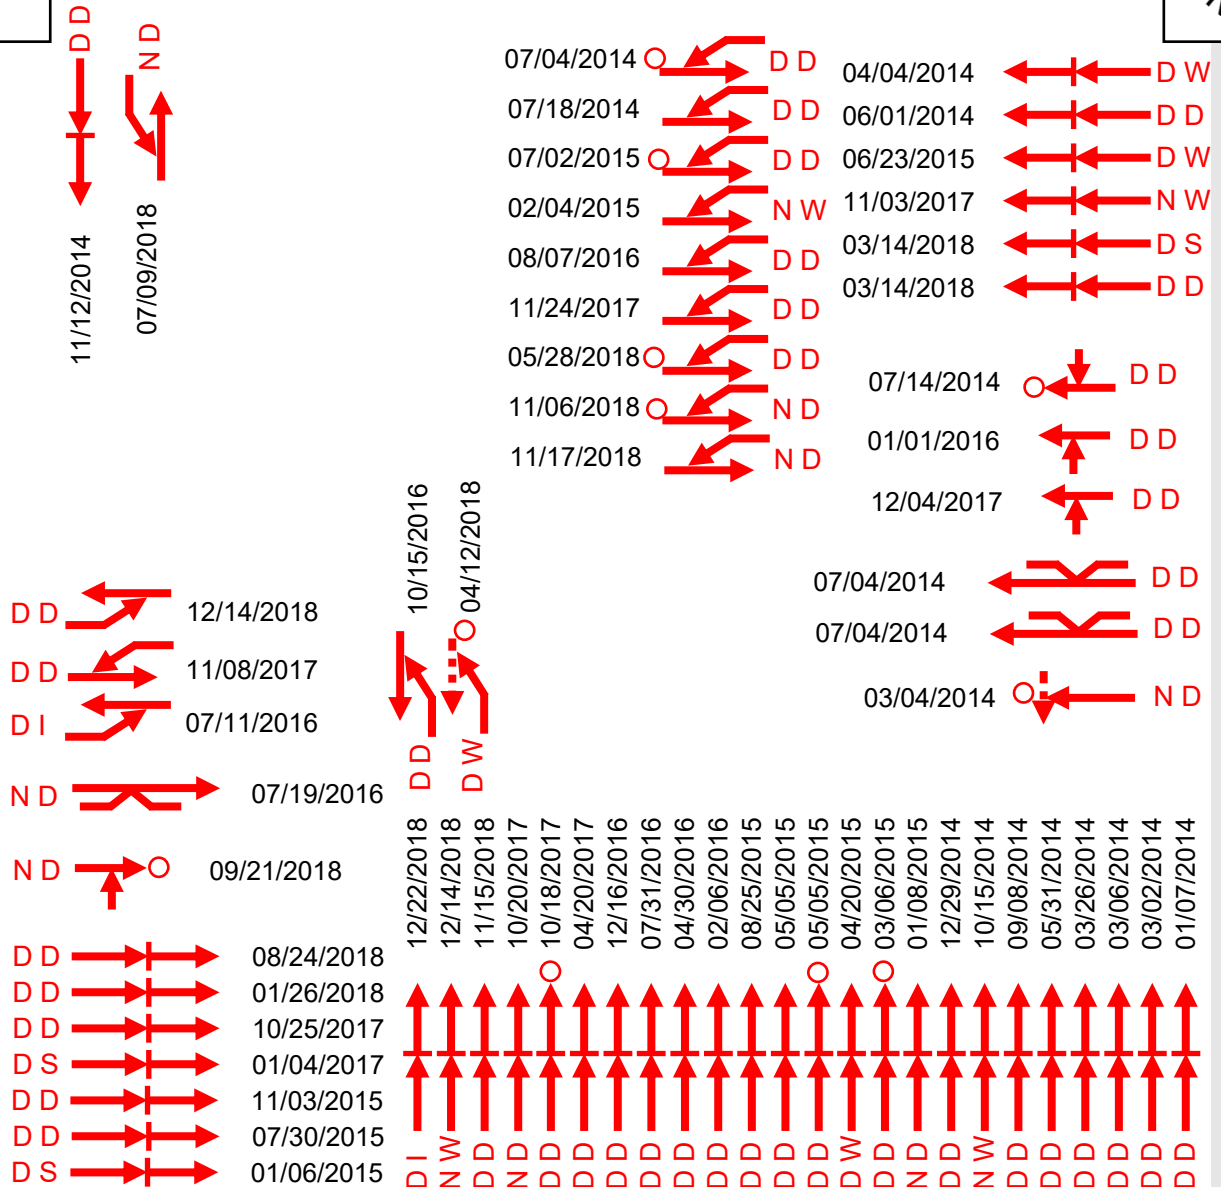 D D
11/12/2014
N D
07/09/2018
07/04/2014 D D
07/18/2014 D D
07/02/2015 D D
02/04/2015 N W
08/07/2016 D D
11/24/2017 D D
05/28/2018 D D
11/06/2018 N D
11/17/2018 N D
04/04/2014 D W
06/01/2014 D D
06/23/2015 D W
11/03/2017 N W
03/14/2018 D S
03/14/2018 D D
07/14/2014 D D
01/01/2016 D D
12/04/2017 D D
07/04/2014 D D
07/04/2014 D D
03/04/2014 N D
10/15/2016
D D
04/12/2018
D W
D D 12/14/2018
D D 11/08/2017
D I 07/11/2016
N D 07/19/2016
N D 09/21/2018
D D 08/24/2018
D D 01/26/2018
D D 10/25/2017
D S 01/04/2017
D D 11/03/2015
D D 07/30/2015
D S 01/06/2015
12/22/2018 D I
12/14/2018 N W
11/15/2018 D D
10/20/2017 N D
10/18/2017 D D
04/20/2017 D D
12/16/2016 D D
07/31/2016 D D
04/30/2016 D D
02/06/2016 D D
08/25/2015 D D
05/05/2015 D D
05/05/2015 D D
04/20/2015 D W
03/06/2015 D D
01/08/2015 N D
12/29/2014 D D
10/15/2014 N W
09/08/2014 D D
05/31/2014 D D
03/26/2014 D D
03/06/2014 D D
03/02/2014 D D
01/07/2014 D D